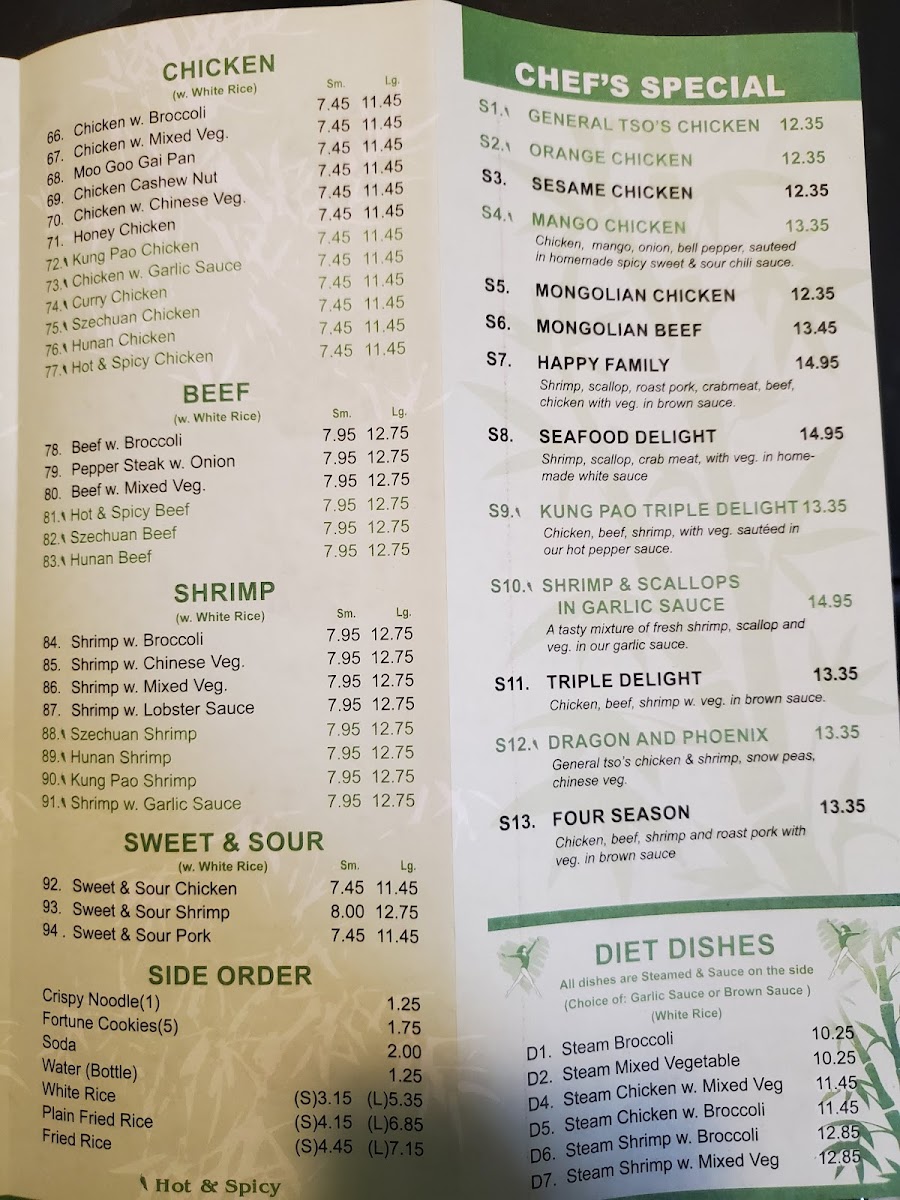 CHICKEN
(w. White Rice) Sm. Lg.
66. Chicken w. Broccoli 7.45 11.45
67. Chicken w. Mixed Veg. 7.45 11.45
68. Moo Goo Gai Pan 7.45 11.45
69. Chicken Cashew Nut 7.45 11.45
70. Chicken w. Chinese Veg. 7.45 11.45
71. Honey Chicken 7.45 11.45
72. Kung Pao Chicken 7.45 11.45
73. Chicken w. Garlic Sauce 7.45 11.45
74. Curry Chicken 7.45 11.45
75. Szechuan Chicken 7.45 11.45
76. Hunan Chicken 7.45 11.45
77. Hot & Spicy Chicken 7.45 11.45
BEEF
(w. White Rice) Sm. Lg.
78. Beef w. Broccoli 7.95 12.75
79. Pepper Steak w. Onion 7.95 12.75
80. Beef w. Mixed Veg. 7.95 12.75
81. Hot & Spicy Beef 7.95 12.75
82. Szechuan Beef 7.95 12.75
83. Hunan Beef 7.95 12.75
SHRIMP
(w. White Rice) Sm. Lg.
84. Shrimp w. Broccoli 7.95 12.75
85. Shrimp w. Chinese Veg. 7.95 12.75
86. Shrimp w. Mixed Veg. 7.95 12.75
87. Shrimp w. Lobster Sauce 7.95 12.75
88. Szechuan Shrimp 7.95 12.75
89. Hunan Shrimp 7.95 12.75
90. Kung Pao Shrimp 7.95 12.75
91. Shrimp w. Garlic Sauce 7.95 12.75
SWEET & SOUR
(w. White Rice) Sm. Lg.
92. Sweet & Sour Chicken 7.45 11.45
93. Sweet & Sour Shrimp 8.00 12.75
94 . Sweet & Sour Pork 7.45 11.45
SIDE ORDER
Crispy Noodle(1) 1.25
Fortune Cookies(5) 1.75
Soda 2.00
Water (Bottle) 1.25
White Rice (S)3.15 (L)5.35
Plain Fried Rice (S)4.15 (L)6.85
Fried Rice (S)4.45 (L)7.15
Hot & Spicy
CHEF'S SPECIAL
S1. GENERAL TSO'S CHICKEN 12.35
S2. ORANGE CHICKEN 12.35
S3. SESAME CHICKEN 12.35
S4. MANGO CHICKEN 13.35
Chicken, mango, onion, bell pepper, sauteed
in homemade spicy sweet & sour chili sauce.
S5. MONGOLIAN CHICKEN 12.35
S6. MONGOLIAN BEEF 13.45
S7. HAPPY FAMILY 14.95
Shrimp, scallop, roast pork, crabmeat, beef,
chicken with veg. in brown sauce.
S8. SEAFOOD DELIGHT 14.95
Shrimp, scallop, crab meat, with veg. in home-
made white sauce
S9. KUNG PAO TRIPLE DELIGHT 13.35
Chicken, beef, shrimp, with veg. sautéed in
our hot pepper sauce.
S10. SHRIMP & SCALLOPS
IN GARLIC SAUCE 14.95
A tasty mixture of fresh shrimp, scallop and
veg. in our garlic sauce.
S11. TRIPLE DELIGHT 13.35
Chicken, beef, shrimp w. veg. in brown sauce.
S12. DRAGON AND PHOENIX 13.35
General tso's chicken & shrimp, snow peas,
chinese veg.
S13. FOUR SEASON 13.35
Chicken, beef, shrimp and roast pork with
veg. in brown sauce
DIET DISHES
All dishes are Steamed & Sauce on the side
(Choice of: Garlic Sauce or Brown Sauce )
(White Rice)
D1. Steam Broccoli 10.25
D2. Steam Mixed Vegetable 10.25
D4. Steam Chicken w. Mixed Veg 11.45
D5. Steam Chicken w. Broccoli 11.45
D6. Steam Shrimp w. Broccoli 12.85
D7. Steam Shrimp w. Mixed Veg 12.85